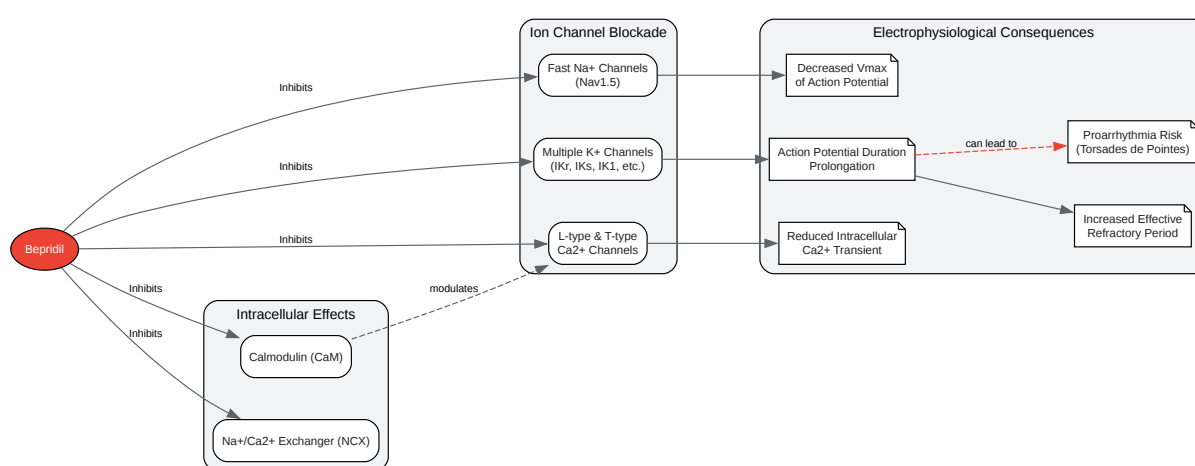 Ion Channel Blockade
Electrophysiological Consequences
Fast Na+ Channels
(Nav1.5)
Decreased Vmax
of Action Potential
Inhibits
Multiple K+ Channels
(IKr, IKs, IK1, etc.)
Action Potential Duration
Prolongation
can lead to
Proarrhythmia Risk
(Torsades de Pointes)
Inhibits
Increased Effective
Refractory Period
Bepridil
Inhibits
L-type & T-type
Ca2+ Channels
Reduced Intracellular
Ca2+ Transient
Inhibits
modulates
Intracellular Effects
Inhibits
Calmodulin (CaM)
Na+/Ca2+ Exchanger (NCX)